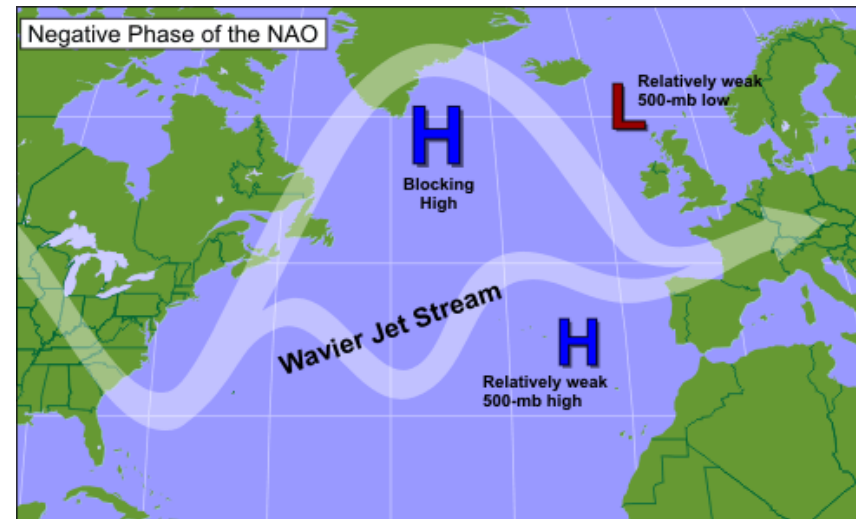 Negative Phase of the NAO
Relatively weak
500-mb low
L
H
Blocking
High
Wavier Jet Stream
H
Relatively weak
500-mb high